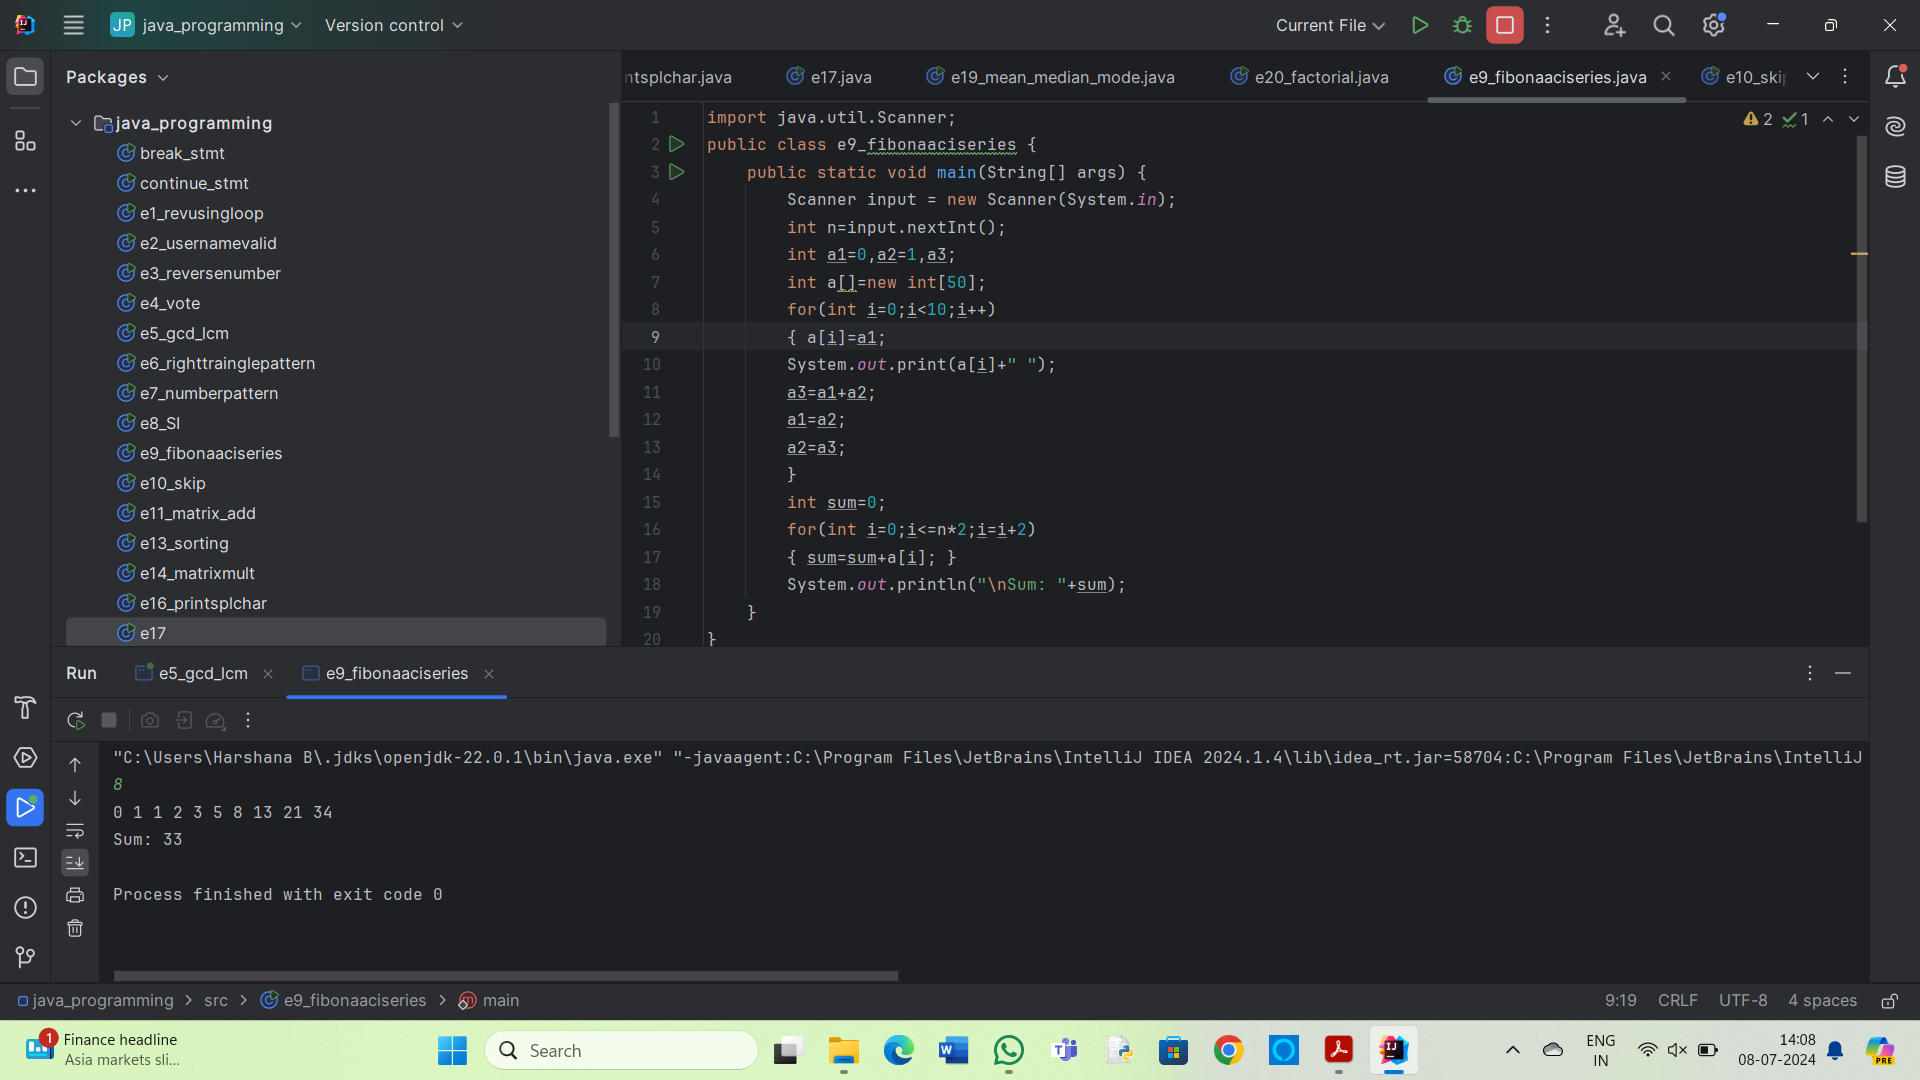 JP java_programming Version control Current File
Packages
ntsplchar.java e17.java e19_mean_median_mode.java e20_factorial.java e9_fibonaaciseries.java e10_skip
java_programming
break_stmt
continue_stmt
e1_revusingloop
e2_usernamevalid
e3_reversenumber
e4_vote
e5_gcd_lcm
e6_righttrainglepattern
e7_numberpattern
e8_SI
e9_fibonaaciseries
e10_skip
e11_matrix_add
e13_sorting
e14_matrixmult
e16_printsplchar
e17
2 1
1 import java.util.Scanner;
2 public class e9_fibonaaciseries {
3 public static void main(String[] args) {
4 Scanner input = new Scanner(System.in);
5 int n=input.nextInt();
6 int a1=0,a2=1,a3;
7 int a[]=new int[50];
8 for(int i=0;i<10;i++)
9 { a[i]=a1;
10 System.out.print(a[i]+" ");
11 a3=a1+a2;
12 a1=a2;
13 a2=a3;
14 }
15 int sum=0;
16 for(int i=0;i<=n*2;i=i+2)
17 { sum=sum+a[i]; }
18 System.out.println("\nSum: "+sum);
19 }
20 }
Run e5_gcd_lcm e9_fibonaaciseries
"C:\Users\Harshana B\.jdks\openjdk-22.0.1\bin\java.exe" "-javaagent:C:\Program Files\JetBrains\IntelliJ IDEA 2024.1.4\lib\idea_rt.jar=58704:C:\Program Files\JetBrains\IntelliJ
8
0 1 1 2 3 5 8 13 21 34
Sum: 33
Process finished with exit code 0
java_programming > src > e9_fibonaaciseries > main 9:19 CRLF UTF-8 4 spaces
1 Finance headline
Asia markets sli...
Search
ENG
IN
14:08
08-07-2024
PRE